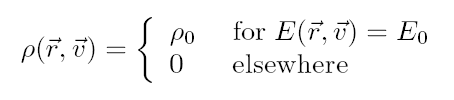 ρ(r⃗, v⃗) = { ρ₀ for E(r⃗, v⃗) = E₀
0 elsewhere